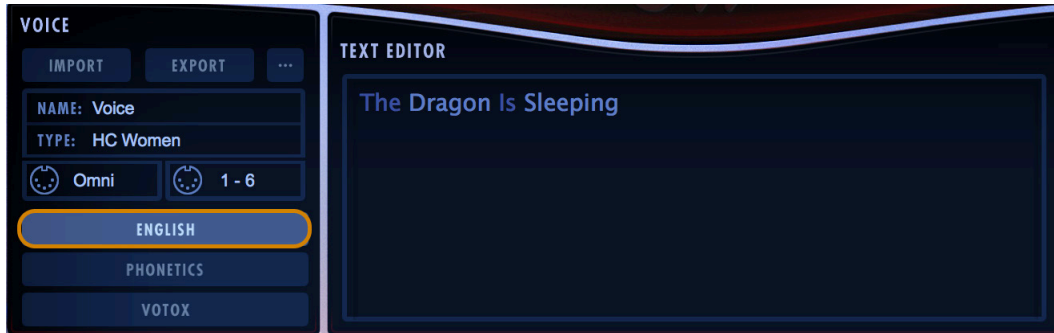 VOICE
IMPORT EXPORT ...
NAME: Voice
TYPE: HC Women
Omni 1 - 6
ENGLISH
PHONETICS
VOTOX
TEXT EDITOR
The Dragon Is Sleeping